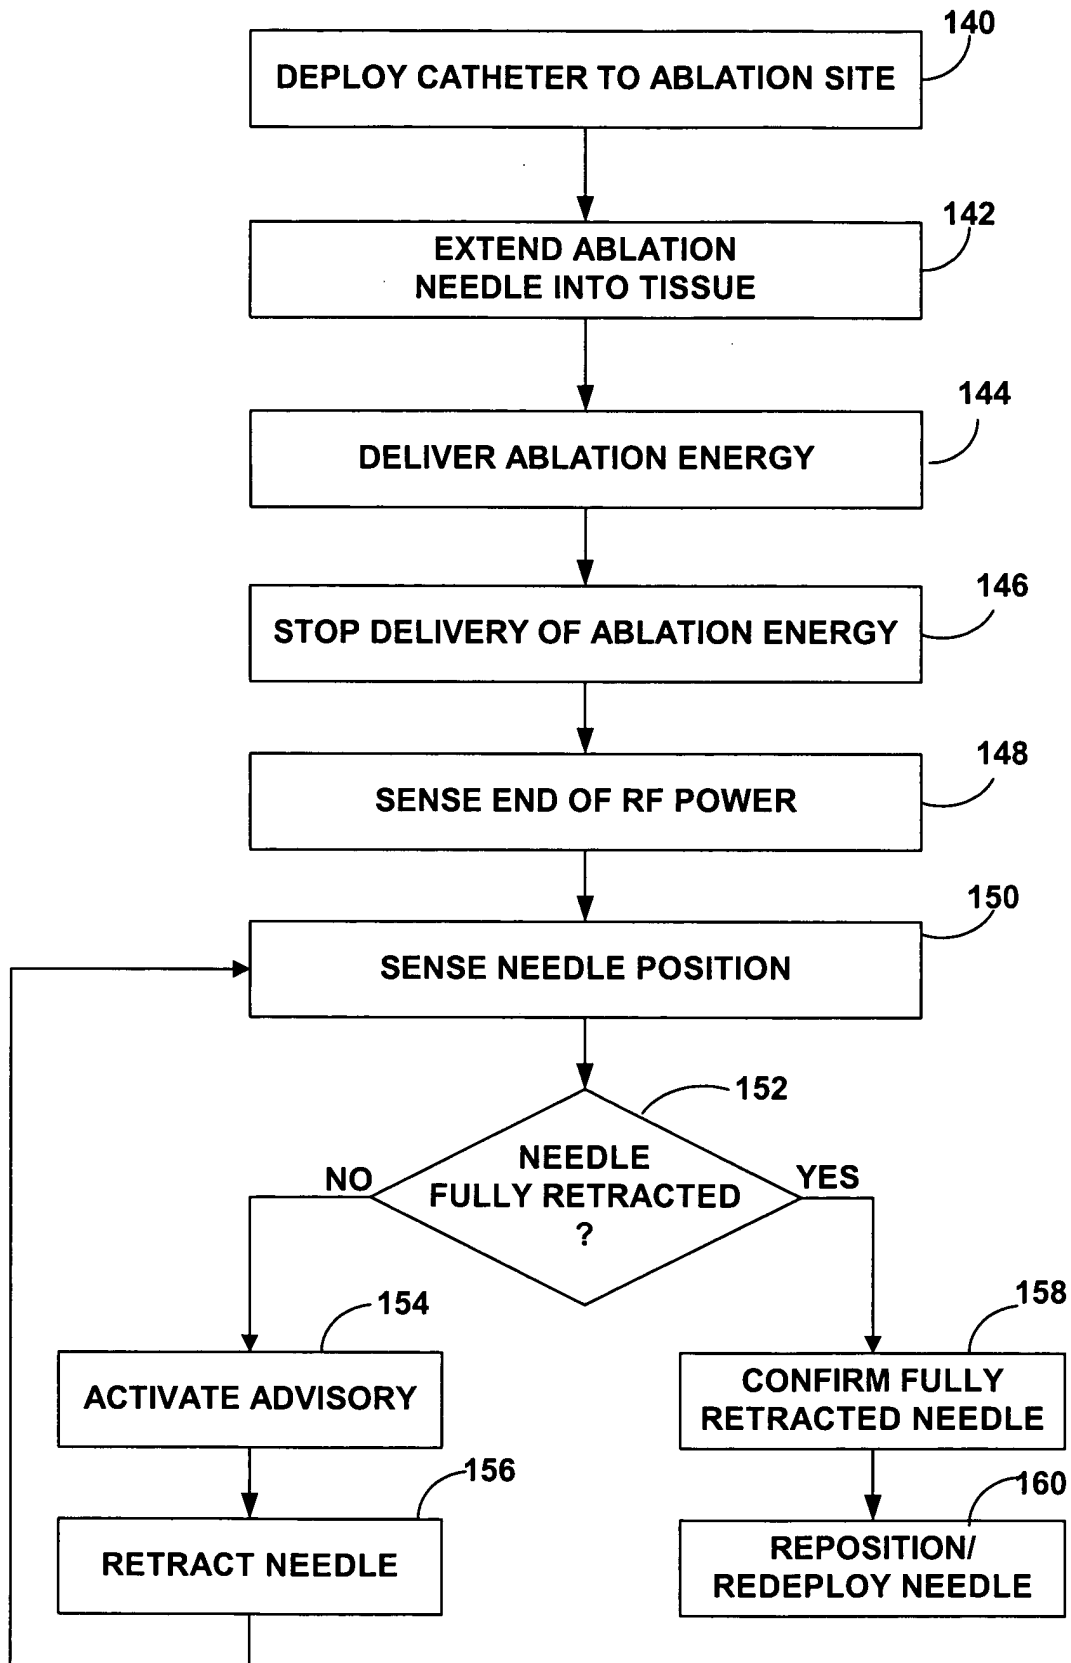 140
DEPLOY CATHETER TO ABLATION SITE
142
EXTEND ABLATION
NEEDLE INTO TISSUE
144
DELIVER ABLATION ENERGY
146
STOP DELIVERY OF ABLATION ENERGY
148
SENSE END OF RF POWER
150
SENSE NEEDLE POSITION
152
NEEDLE
FULLY RETRACTED
?
NO
YES
154
ACTIVATE ADVISORY
156
RETRACT NEEDLE
158
CONFIRM FULLY
RETRACTED NEEDLE
160
REPOSITION/
REDEPLOY NEEDLE